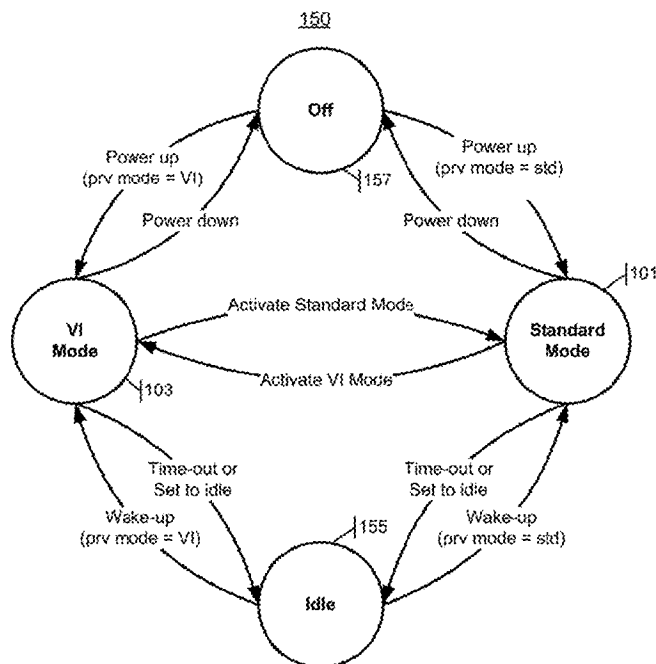 150
Off
157
Power up
(prv mode = VI)
Power up
(prv mode = std)
Power down
Power down
101
VI
Mode
103
Activate Standard Mode
Activate VI Mode
Standard
Mode
Time-out or
Set to idle
Time-out or
Set to idle
Wake-up
(prv mode = VI)
Wake-up
(prv mode = std)
155
Idle